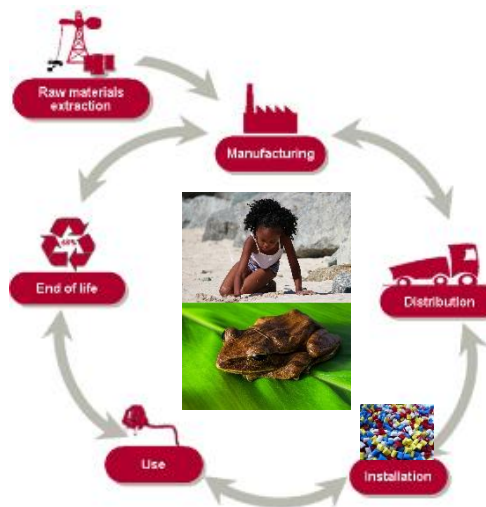 Raw materials
extraction
Manufacturing
Distribution
Installation
Use
End of life